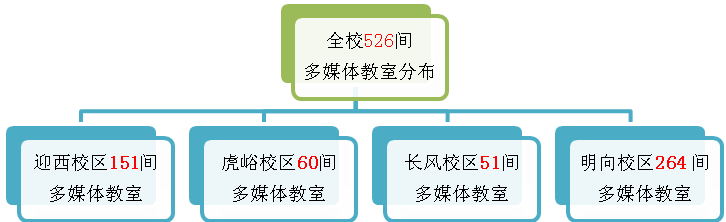 全校526间
多媒体教室分布
迎西校区151间
多媒体教室
虎峪校区60间
多媒体教室
长风校区51间
多媒体教室
明向校区264 间
多媒体教室